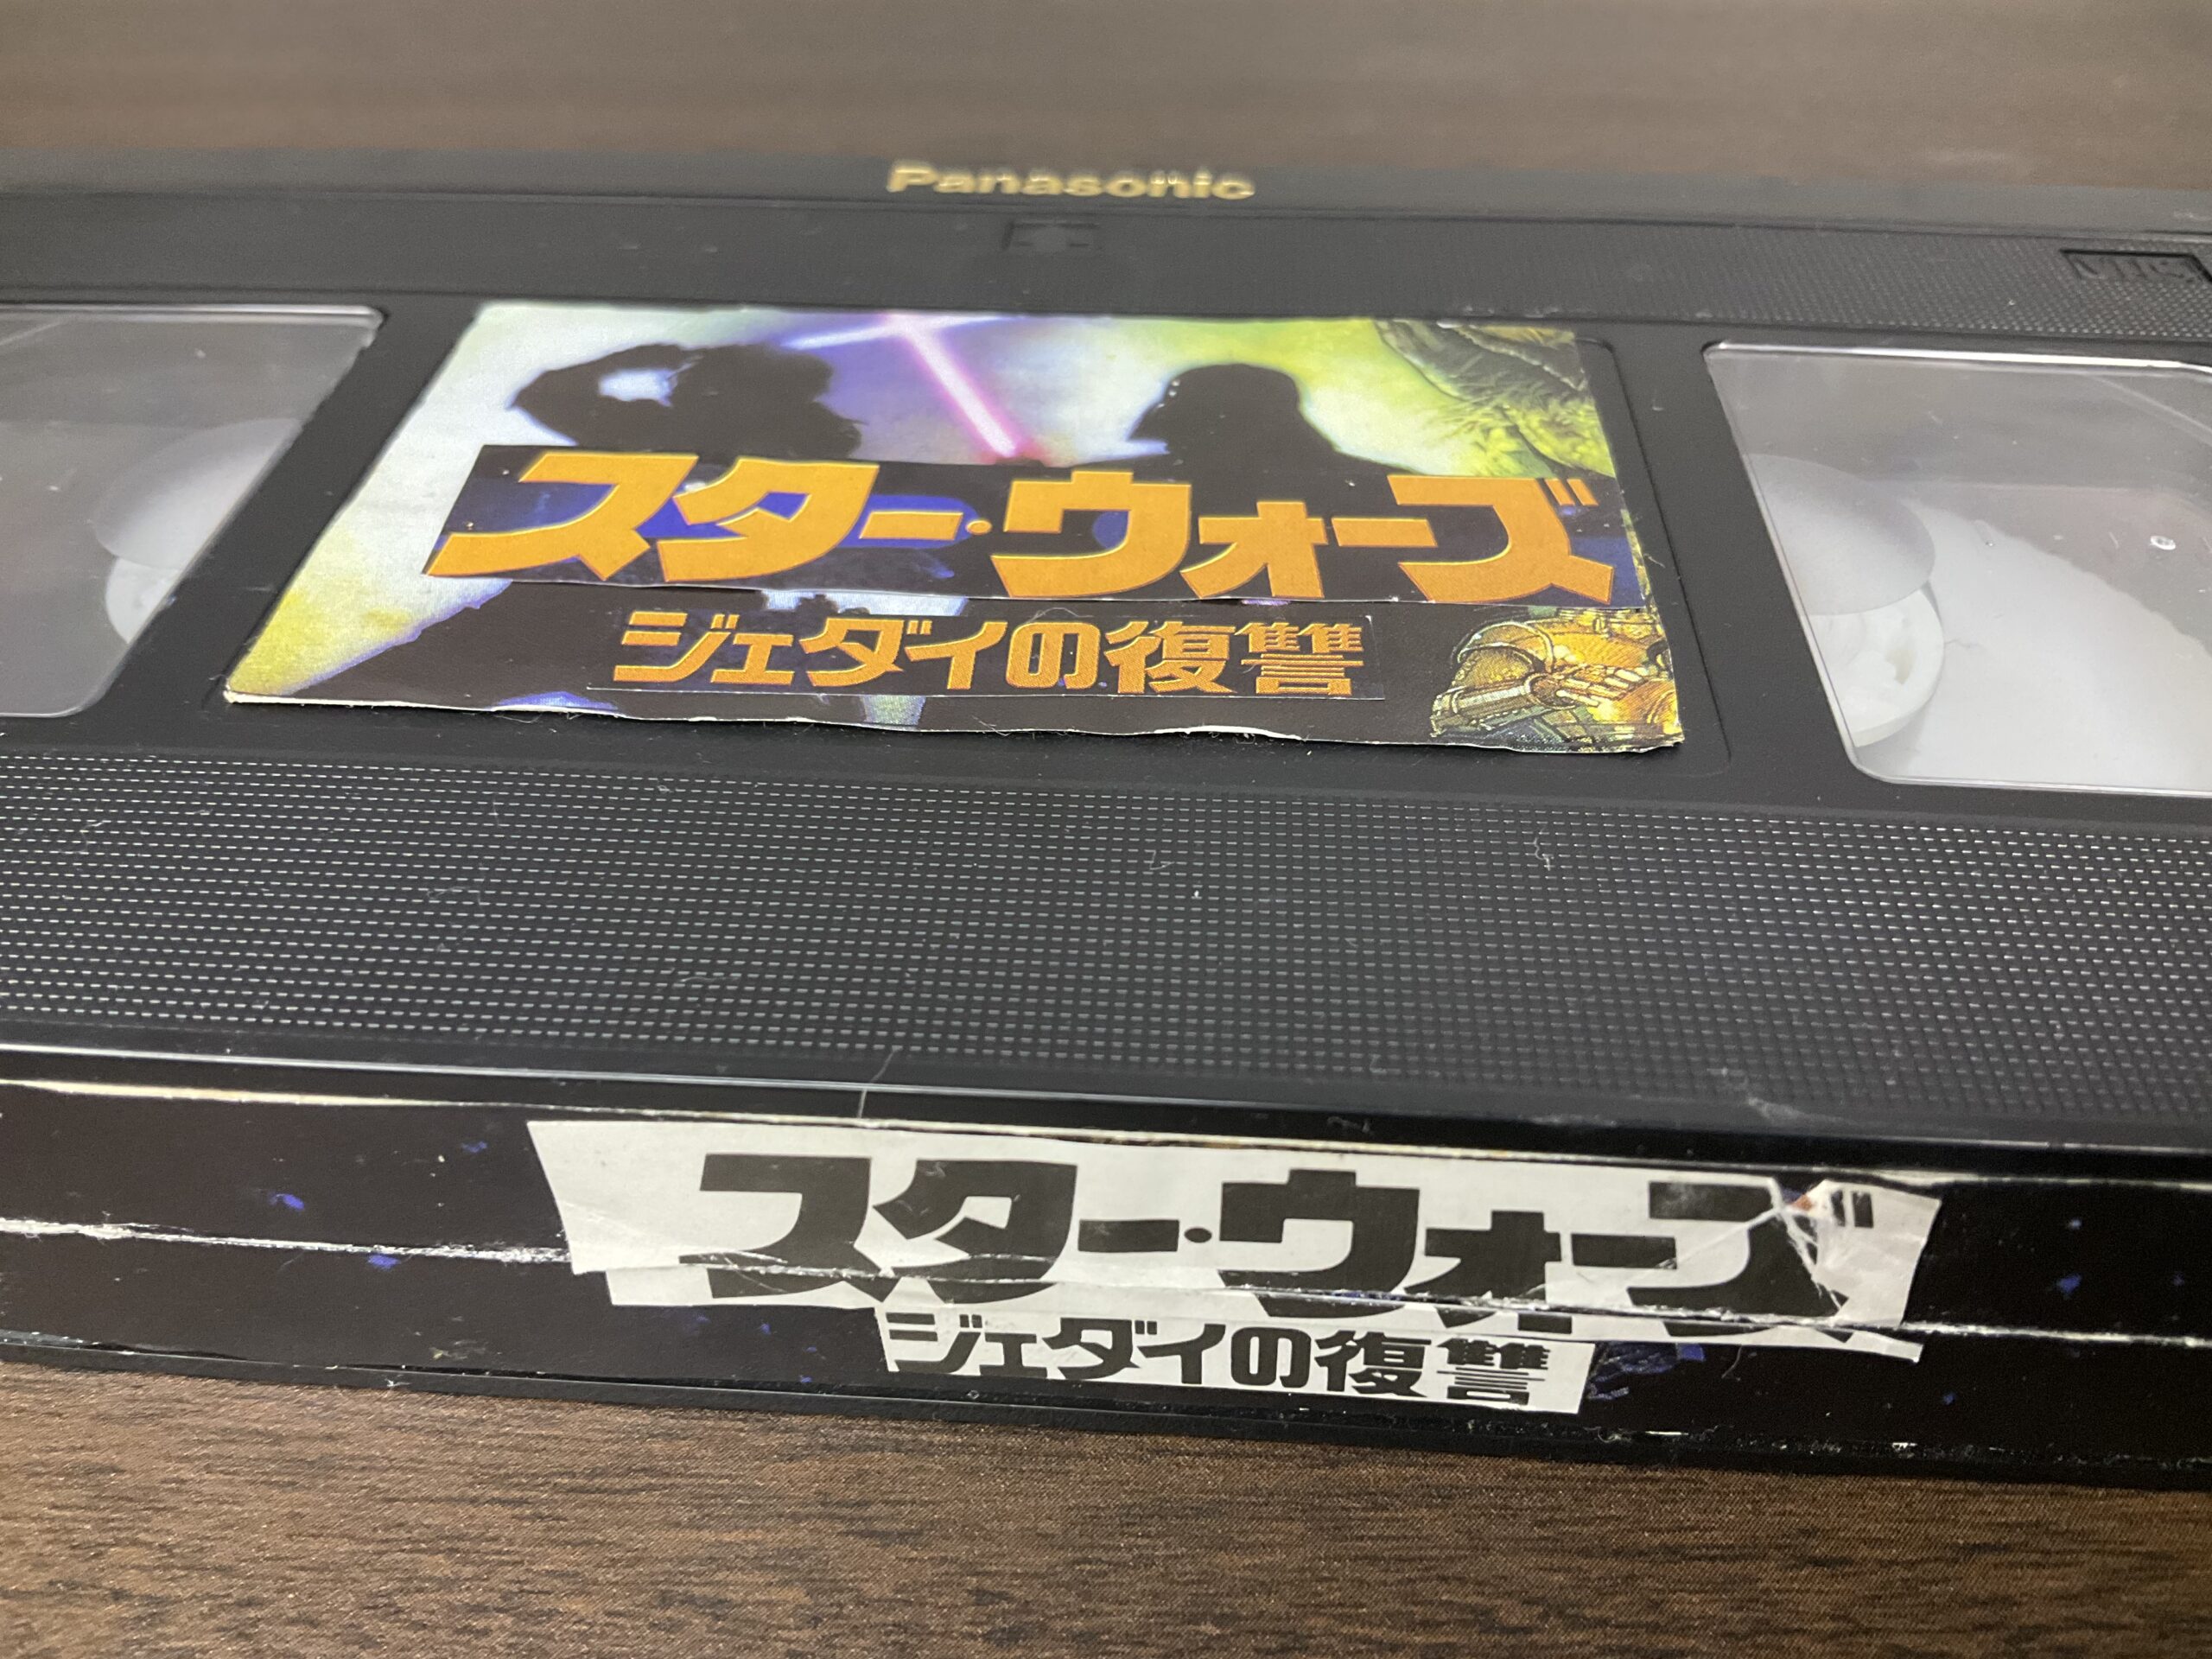 Panasonic
VHS
スター・ウォーズ
ジェダイの復讐
スター・ウォーズ
ジェダイの復讐